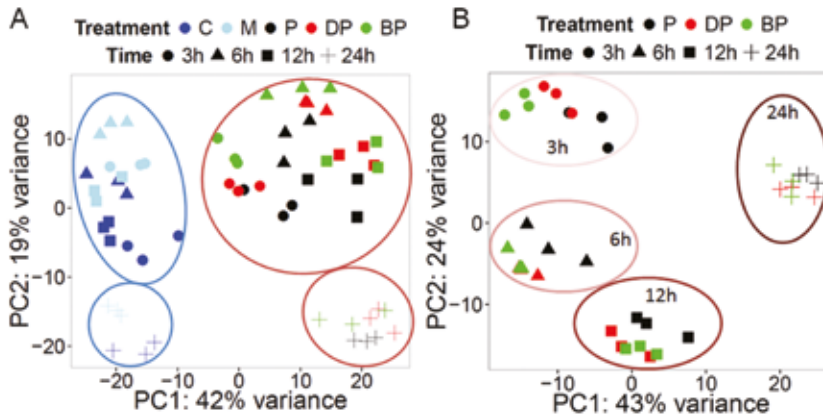 A
Treatment C M P DP BP
Time 3h 6h 12h 24h
PC2: 19% variance
10
0
−10
−20
−20 −10 0 10 20
PC1: 42% variance
B
Treatment P DP BP
Time 3h 6h 12h 24h
PC2: 24% variance
10
0
−10
3h
24h
6h
12h
−10 0 10 20
PC1: 43% variance